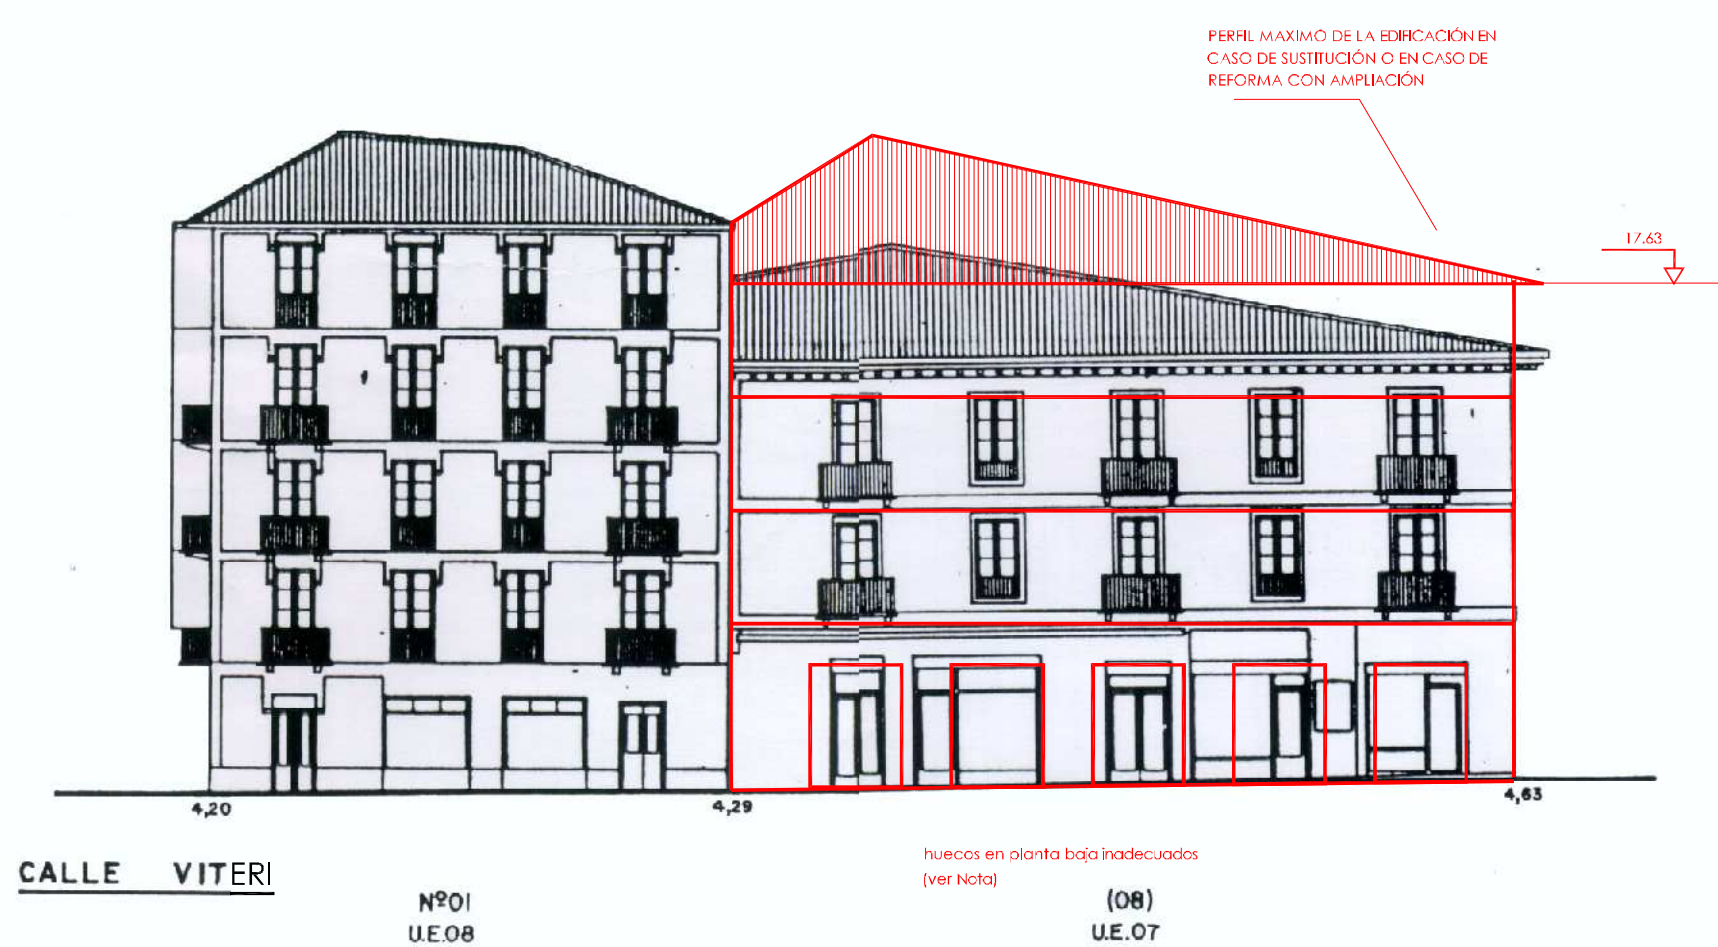 PERFIL MAXIMO DE LA EDIFICACIÓN EN
CASO DE SUSTITUCIÓN O EN CASO DE
REFORMA CON AMPLIACIÓN
17.63
4,20
4,29
4,63
huecos en planta baja inadecuados
(ver Nota)
CALLE VITERI
Nº01
U.E.08
(08)
U.E.07